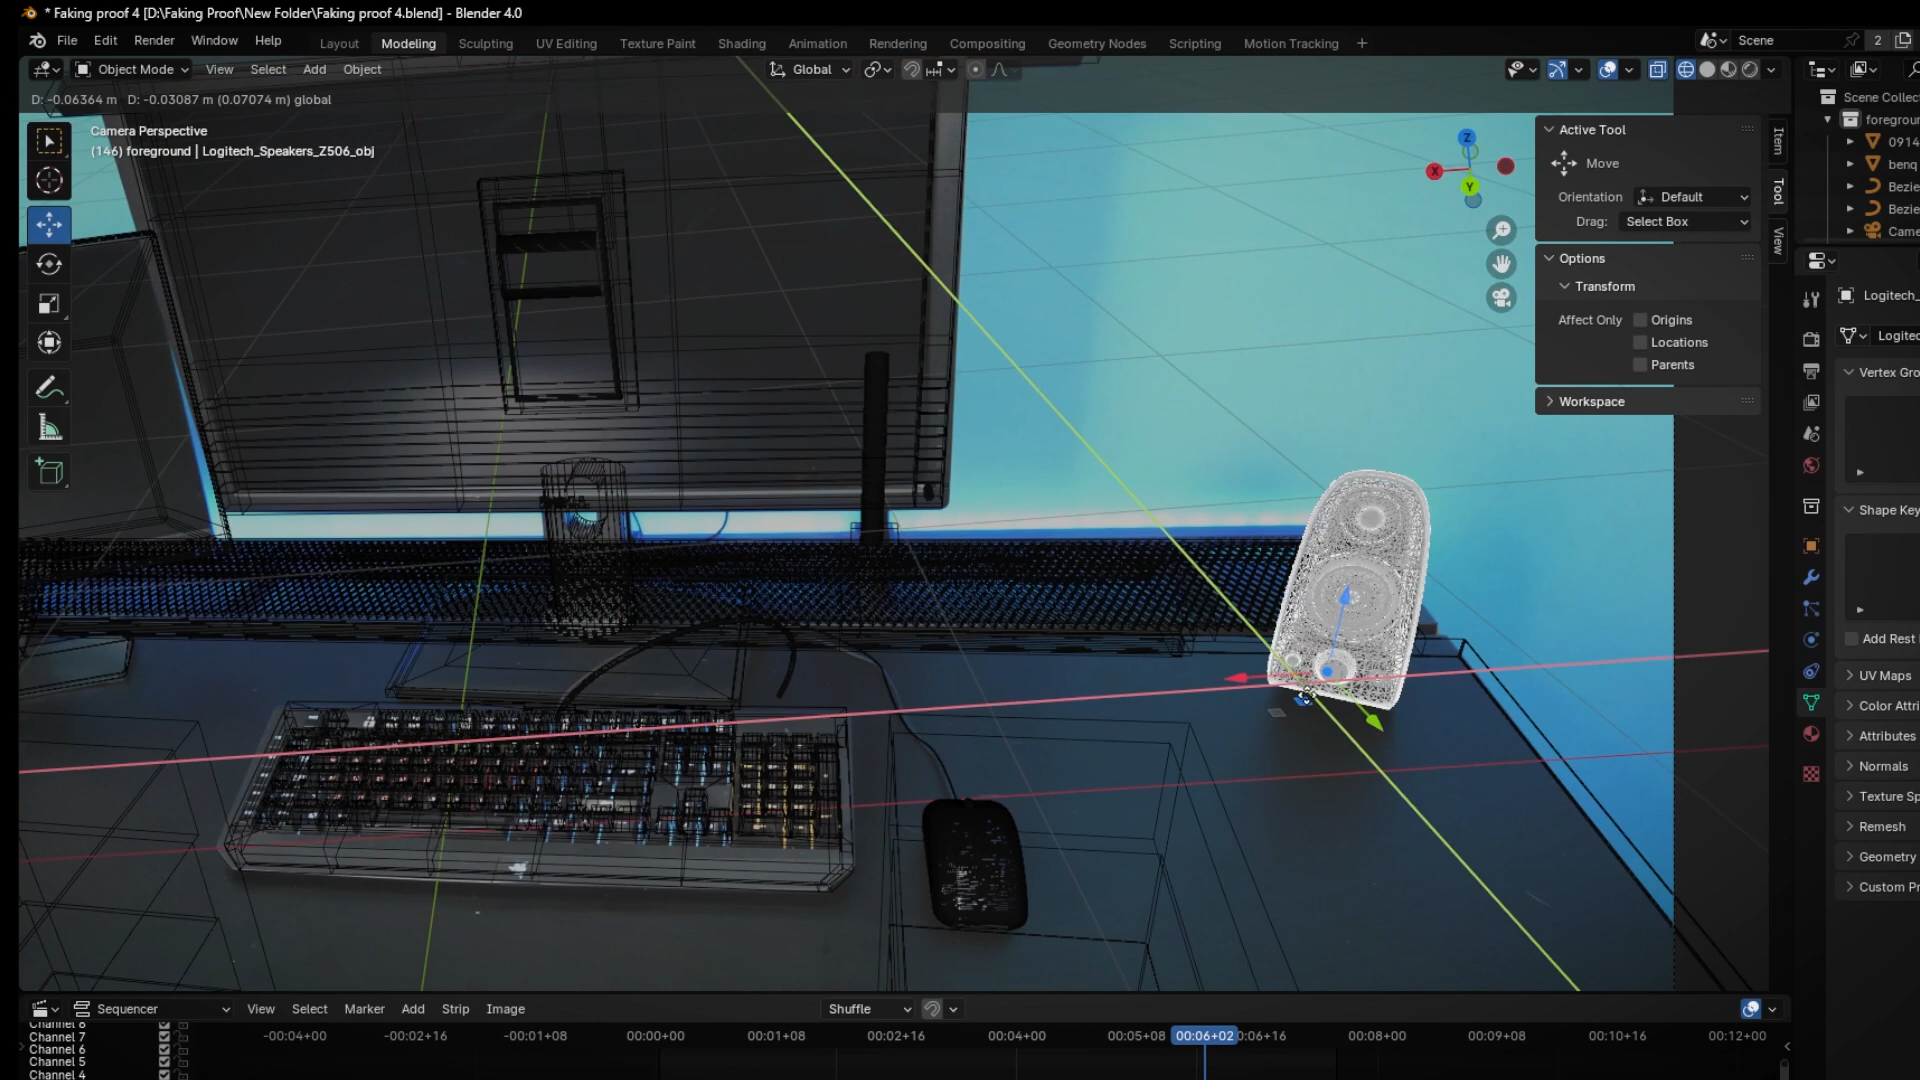 * Faking proof 4 [D:\Faking Proof\New Folder\Faking proof 4.blend] - Blender 4.0
File Edit Render Window Help Layout Modeling Sculpting UV Editing Texture Paint Shading Animation Rendering Compositing Geometry Nodes Scripting Motion Tracking + Scene 2
Object Mode View Select Add Object Global
D: -0.06364 m D: -0.03087 m (0.07074 m) global
Camera Perspective
(146) foreground | Logitech_Speakers_Z506_obj
Z
X
Y
Active Tool
Move
Orientation Default
Drag: Select Box
Options
Transform
Affect Only Origins
Locations
Parents
Workspace
Item
Tool
View
Scene Collec
foregrour
0914
benq
Bezie
Bezie
Came
Logitech_
Logitec
Vertex Gro
Shape Key
Add Rest
UV Maps
Color Attri
Attributes
Normals
Texture Sp
Remesh
Geometry
Custom Pr
Sequencer View Select Marker Add Strip Image Shuffle
Channel 8
Channel 7
Channel 6
Channel 5
Channel 4
-00:04+00 -00:02+16 -00:01+08 00:00+00 00:01+08 00:02+16 00:04+00 00:05+08 00:06+02 0:06+16 00:08+00 00:09+08 00:10+16 00:12+00